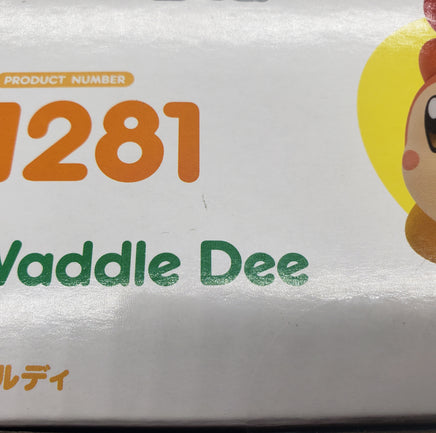 PRODUCT NUMBER
1281
Waddle Dee
ルディ